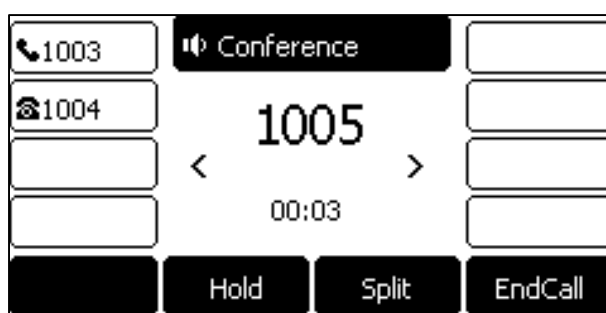 1003
Conference
1004
1005
< >
00:03
Hold
Split
EndCall